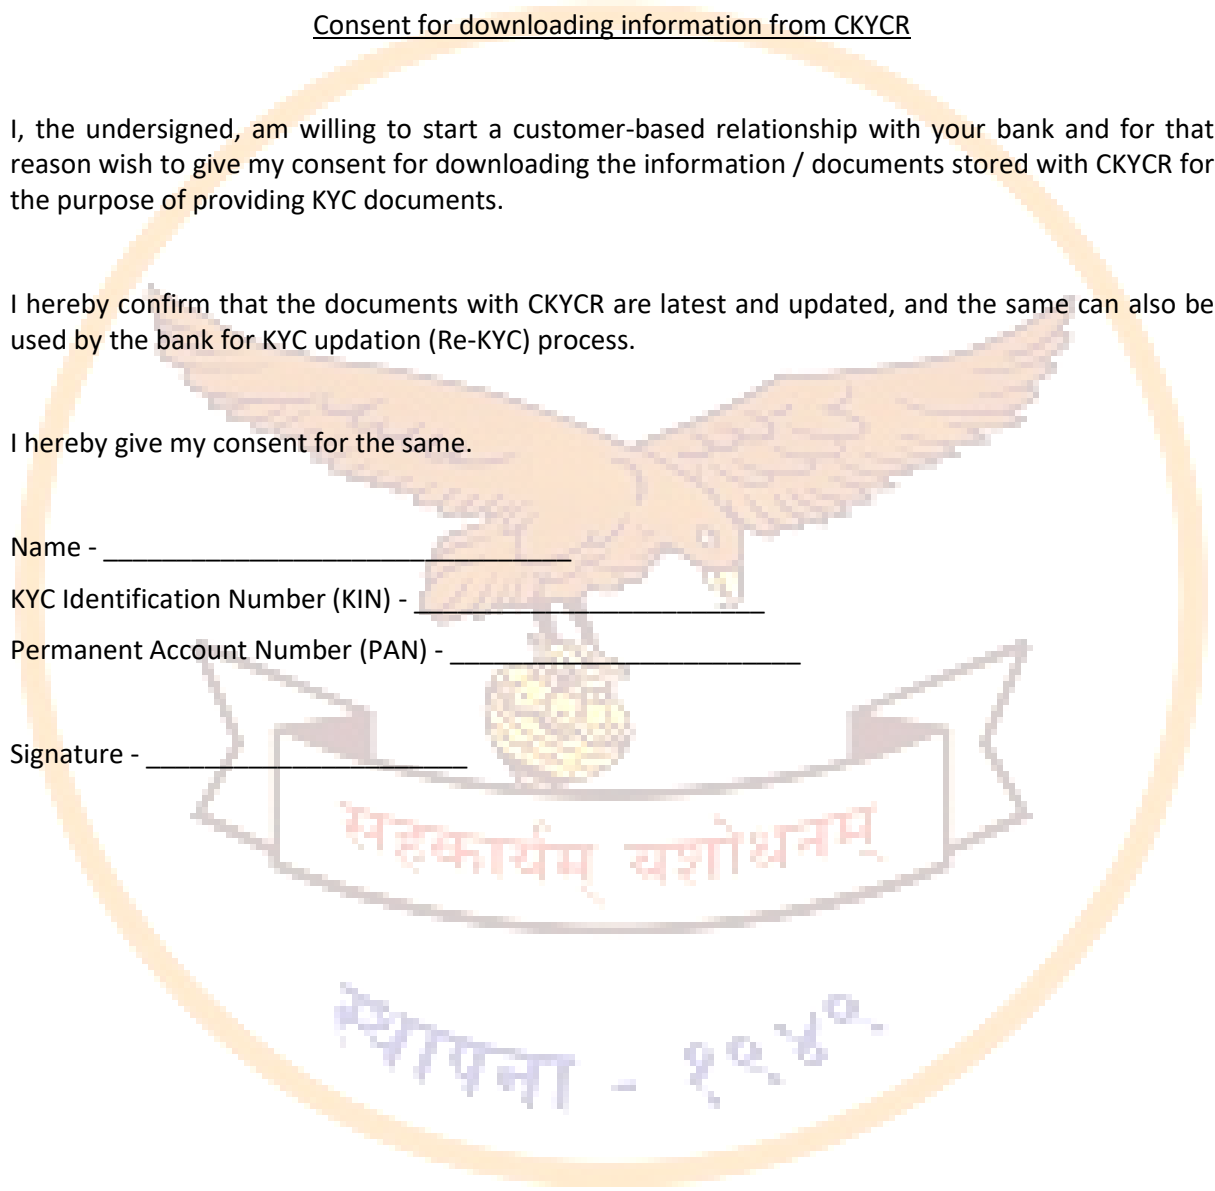 Consent for downloading information from CKYCR
I, the undersigned, am willing to start a customer-based relationship with your bank and for that
reason wish to give my consent for downloading the information / documents stored with CKYCR for
the purpose of providing KYC documents.
I hereby confirm that the documents with CKYCR are latest and updated, and the same can also be
used by the bank for KYC updation (Re-KYC) process.
I hereby give my consent for the same.
Name - ________________________________
KYC Identification Number (KIN) - ________________________
Permanent Account Number (PAN) - ________________________
Signature - ______________________
सहकार्यम् यशोधनम्
स्थापना - १९४९